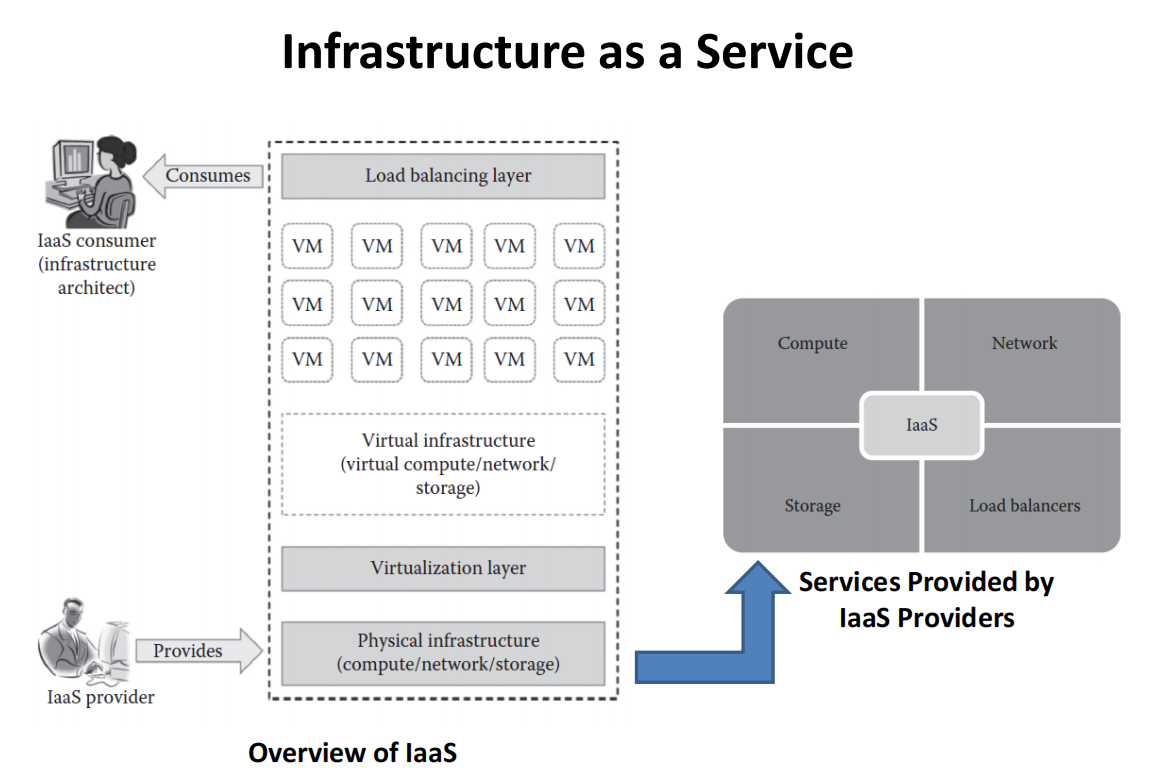 Infrastructure as a Service
Consumes
IaaS consumer
(infrastructure
architect)
Load balancing layer
VM VM VM VM VM
VM VM VM VM VM
VM VM VM VM VM
Virtual infrastructure
(virtual compute/network/
storage)
Virtualization layer
Physical infrastructure
(compute/network/storage)
Provides
IaaS provider
Overview of IaaS
Compute
Network
IaaS
Storage
Load balancers
Services Provided by
IaaS Providers